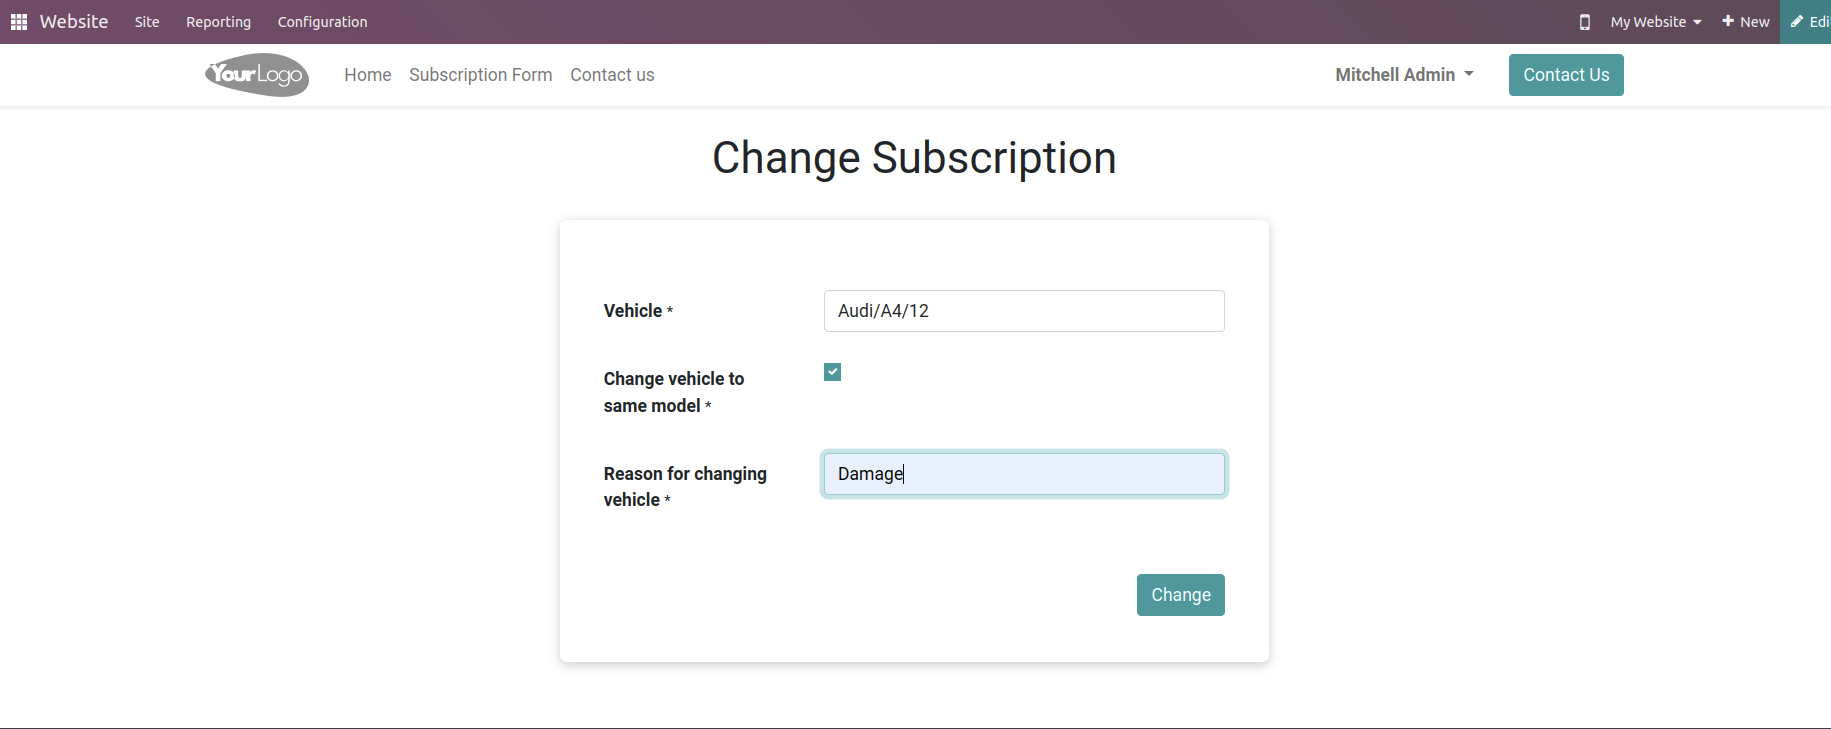 Website Site Reporting Configuration My Website New Edi
YourLogo Home Subscription Form Contact us Mitchell Admin Contact Us
Change Subscription
Vehicle * Audi/A4/12
Change vehicle to
same model *
Reason for changing Damage
vehicle *
Change